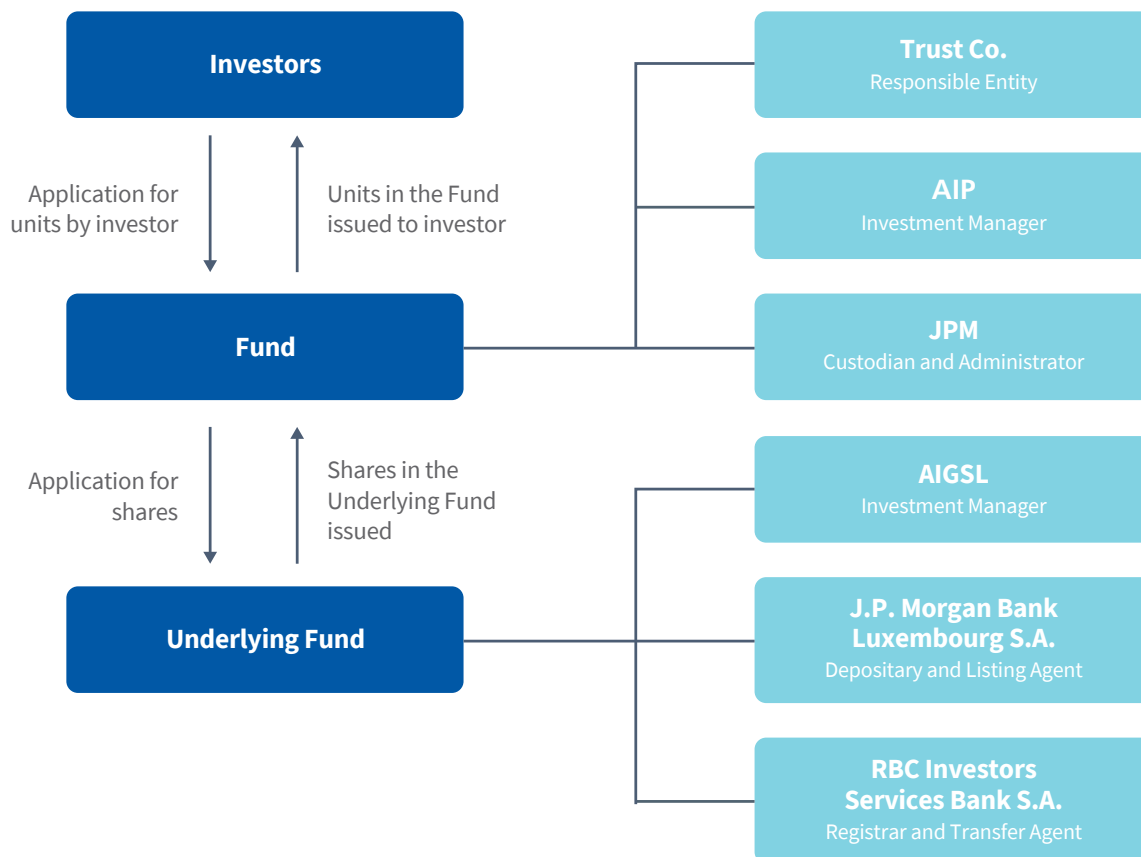 Investors
Trust Co.
Responsible Entity
Application for
units by investor
Units in the Fund
issued to investor
AIP
Investment Manager
Fund
JPM
Custodian and Administrator
Application for
shares
Shares in the
Underlying Fund
issued
AIGSL
Investment Manager
Underlying Fund
J.P. Morgan Bank
Luxembourg S.A.
Depositary and Listing Agent
RBC Investors
Services Bank S.A.
Registrar and Transfer Agent